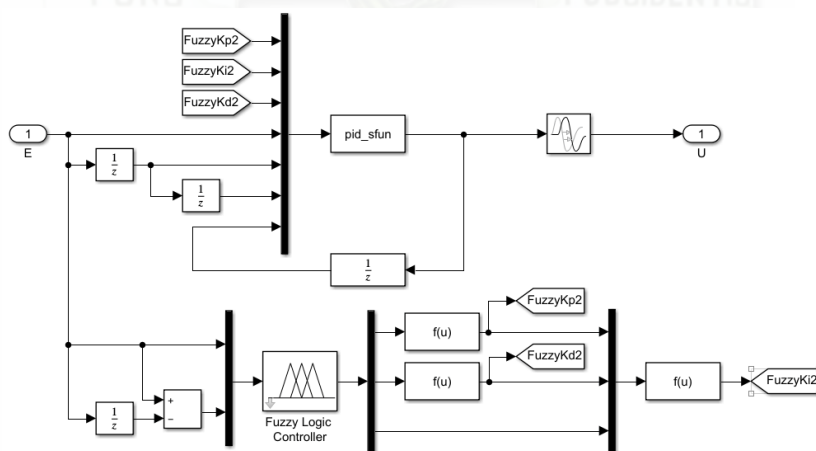 FuzzyKp2
FuzzyKi2
FuzzyKd2
1
E
1
z
1
z
pid_sfun
1
U
1
z
FuzzyKp2
f(u)
FuzzyKd2
f(u)
f(u)
FuzzyKi2
+
−
1
z
Fuzzy Logic
Controller